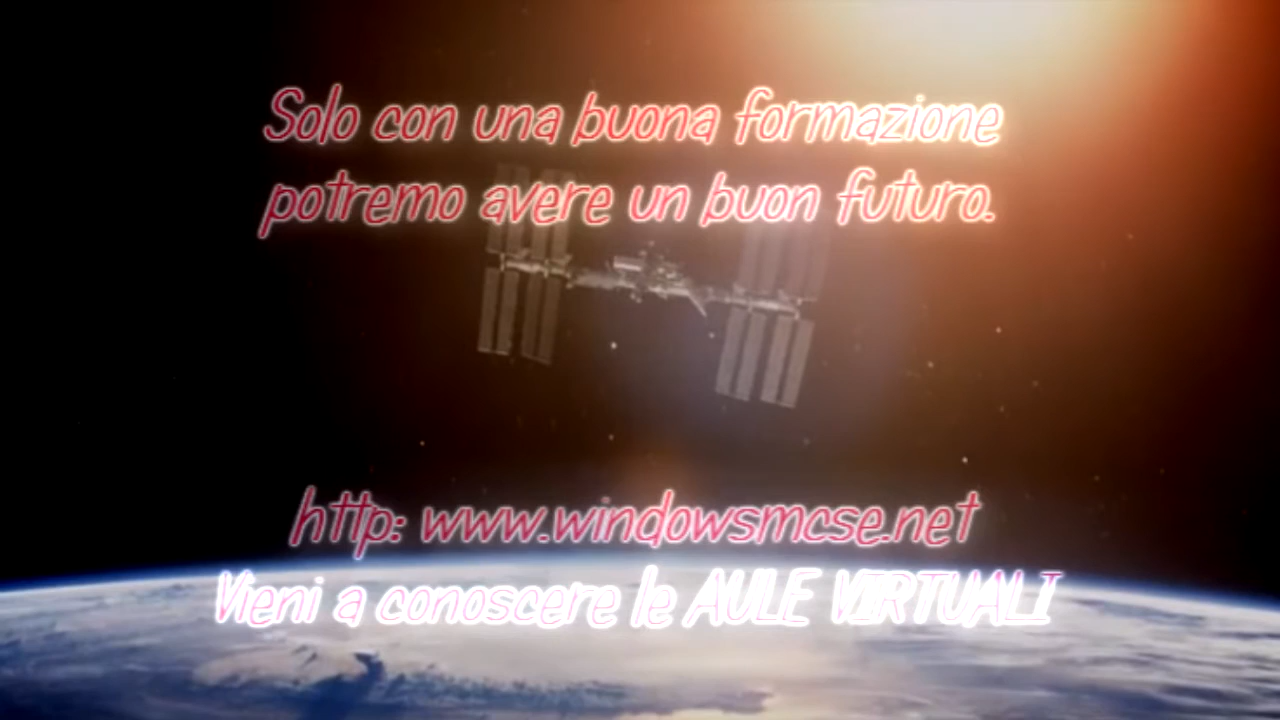 Solo con una buona formazione
potremo avere un buon futuro.
http: www.windowsmcse.net
Vieni a conoscere le AULE VIRTUALI